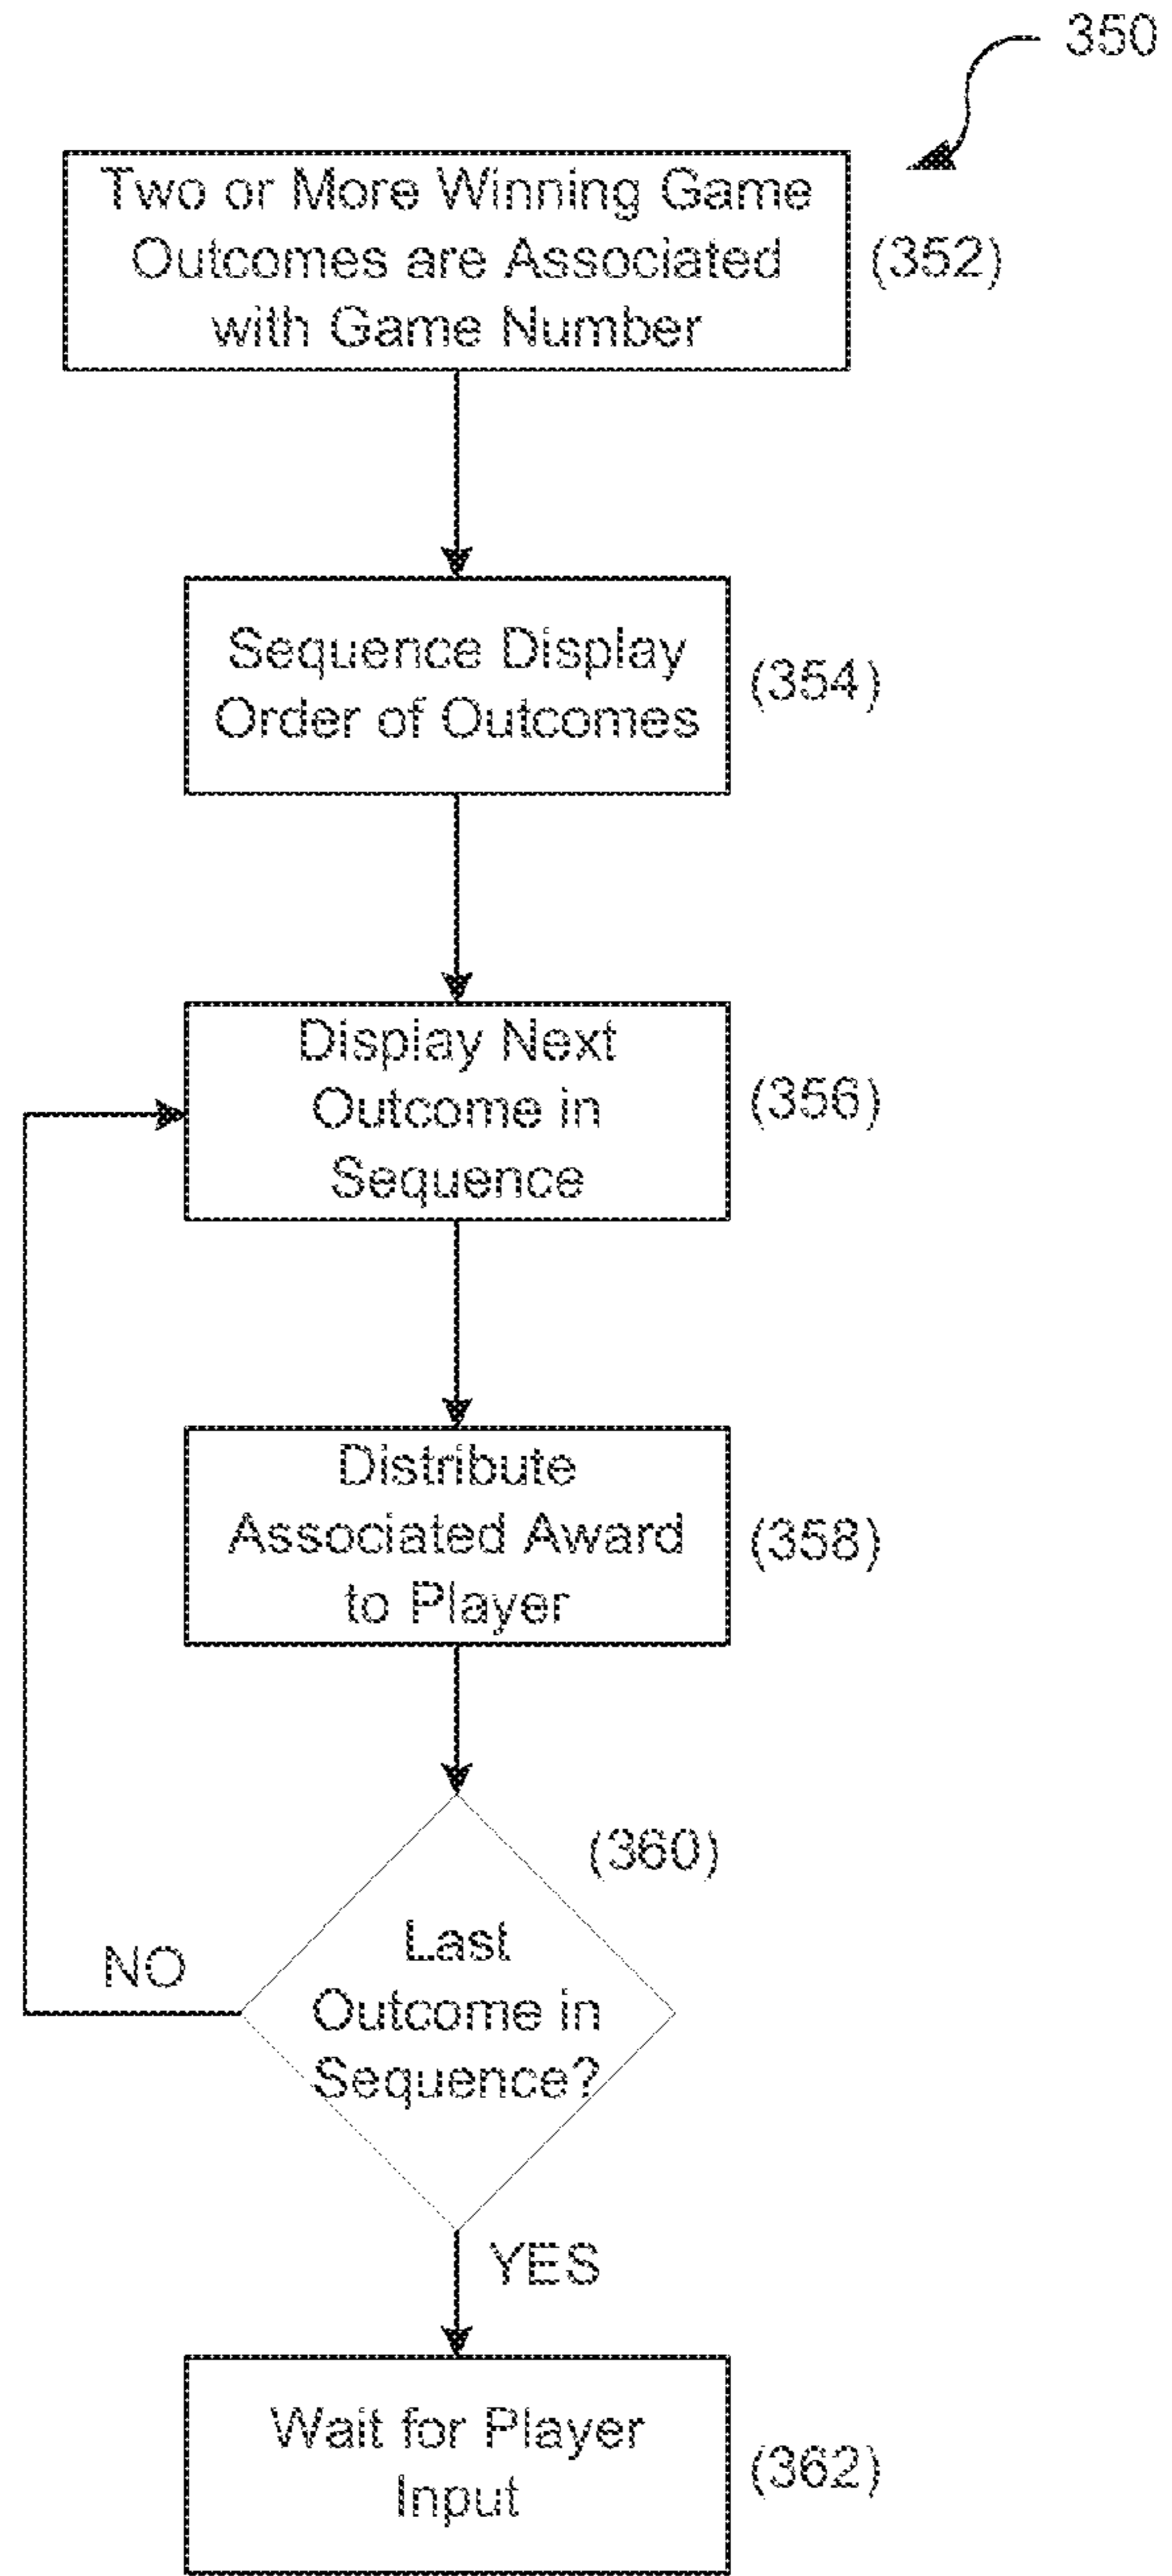 350
Two or More Winning Game
Outcomes are Associated
with Game Number
(352)
Sequence Display
Order of Outcomes
(354)
Display Next
Outcome in
Sequence
(356)
Distribute
Associated Award
to Player
(358)
(360)
Last
Outcome in
Sequence?
NO
YES
Wait for Player
Input
(362)